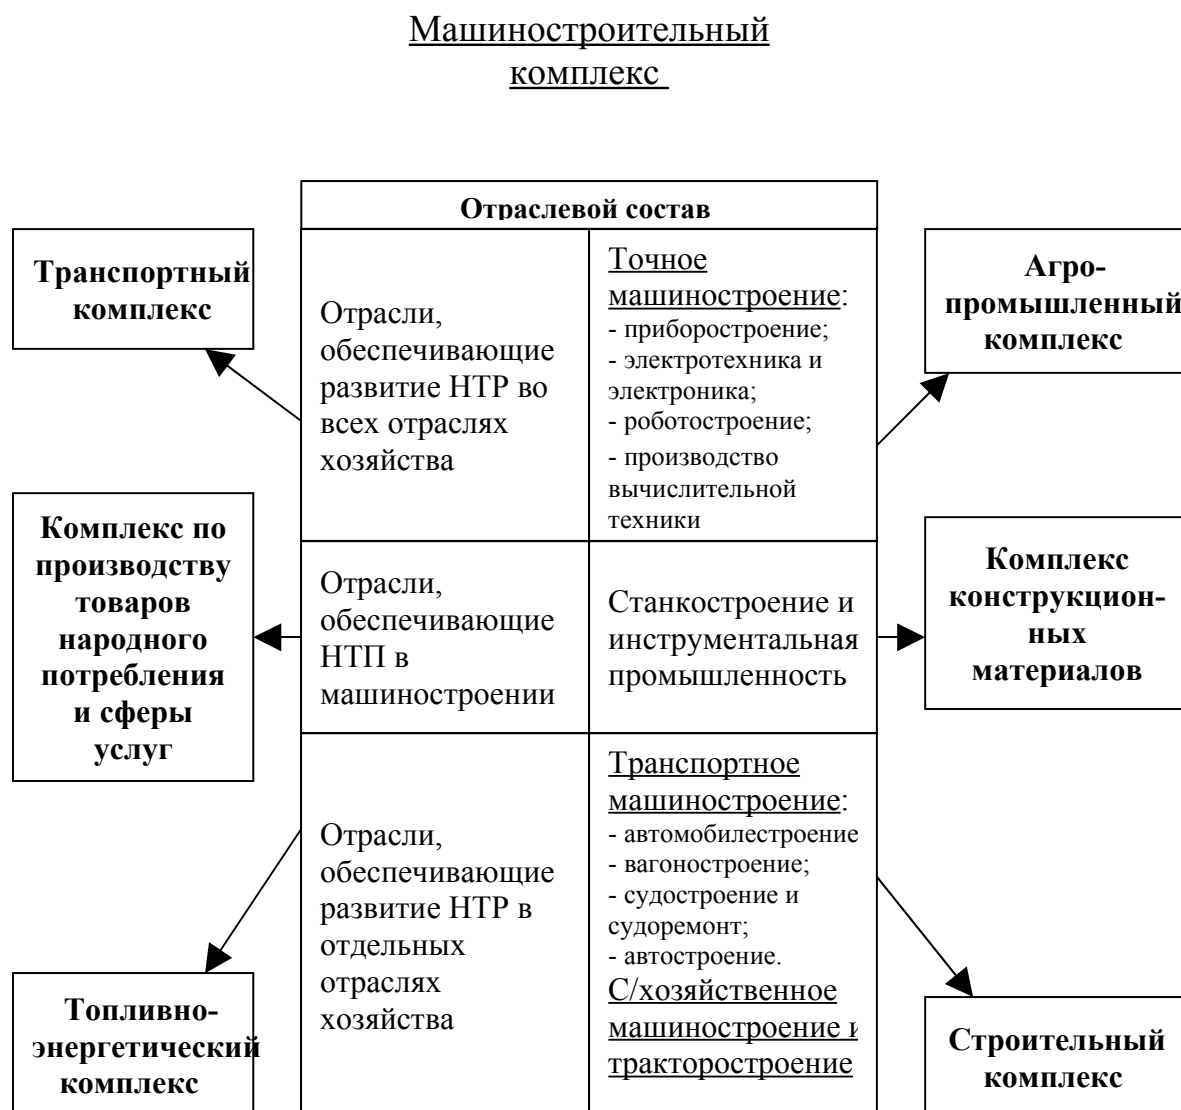 Машиностроительный
комплекс
Отраслевой состав
Транспортный
комплекс
Комплекс по
производству
товаров
народного
потребления
и сферы
услуг
Топливно-
энергетический
комплекс
Отрасли,
обеспечивающие
развитие НТР во
всех отраслях
хозяйства
Точное
машиностроение:
- приборостроение;
- электротехника и
электроника;
- роботостроение;
- производство
вычислительной
техники
Отрасли,
обеспечивающие
НТП в
машиностроении
Станкостроение и
инструментальная
промышленность
Отрасли,
обеспечивающие
развитие НТР в
отдельных
отраслях
хозяйства
Транспортное
машиностроение:
- автомобилестроение
- вагоностроение;
- судостроение и
судоремонт;
- автостроение.
С/хозяйственное
машиностроение и
тракторостроение
Агро-
промышленный
комплекс
Комплекс
конструкцион-
ных
материалов
Строительный
комплекс